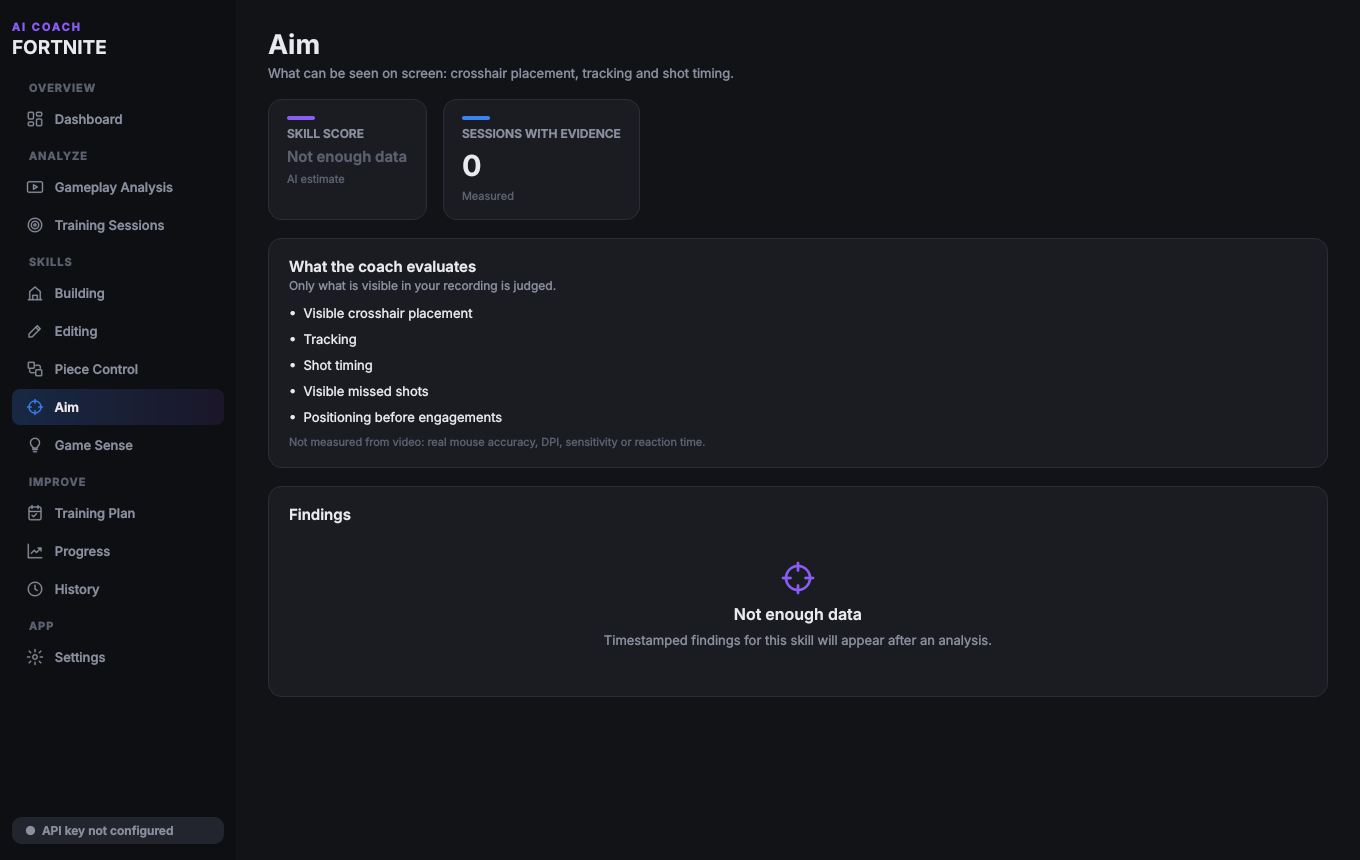 AI COACH
FORTNITE
OVERVIEW
Dashboard
ANALYZE
Gameplay Analysis
Training Sessions
SKILLS
Building
Editing
Piece Control
Aim
Game Sense
IMPROVE
Training Plan
Progress
History
APP
Settings
API key not configured
Aim
What can be seen on screen: crosshair placement, tracking and shot timing.
SKILL SCORE
Not enough data
AI estimate
SESSIONS WITH EVIDENCE
0
Measured
What the coach evaluates
Only what is visible in your recording is judged.
• Visible crosshair placement
• Tracking
• Shot timing
• Visible missed shots
• Positioning before engagements
Not measured from video: real mouse accuracy, DPI, sensitivity or reaction time.
Findings
Not enough data
Timestamped findings for this skill will appear after an analysis.